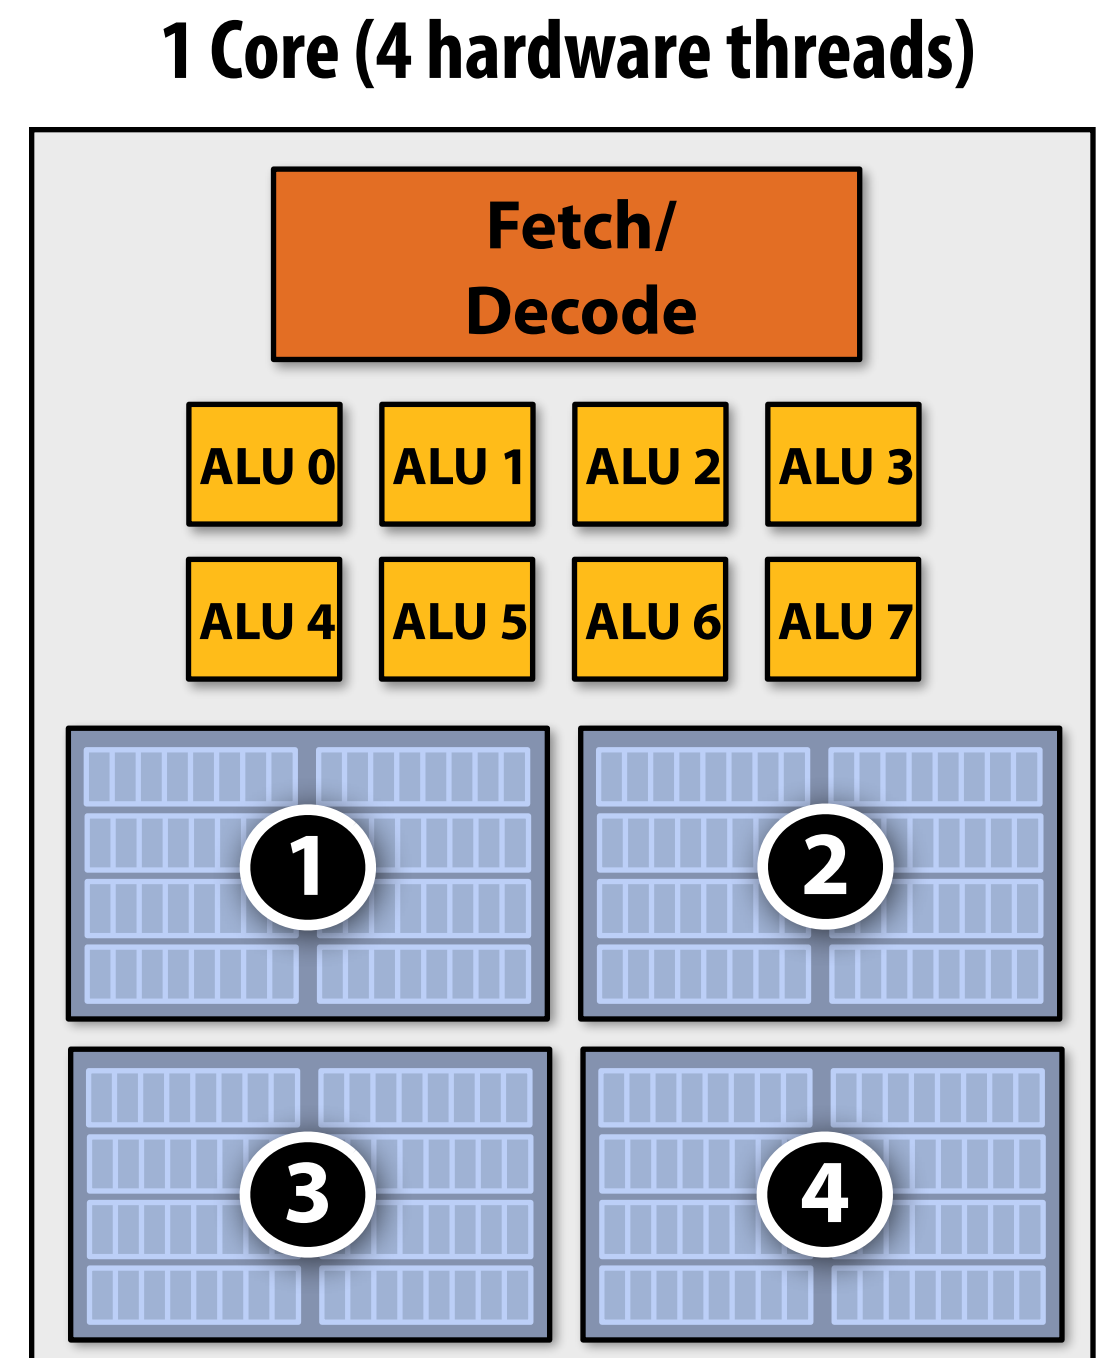 1 Core (4 hardware threads)
Fetch/
Decode
ALU 0 ALU 1 ALU 2 ALU 3
ALU 4 ALU 5 ALU 6 ALU 7
1 2
3 4